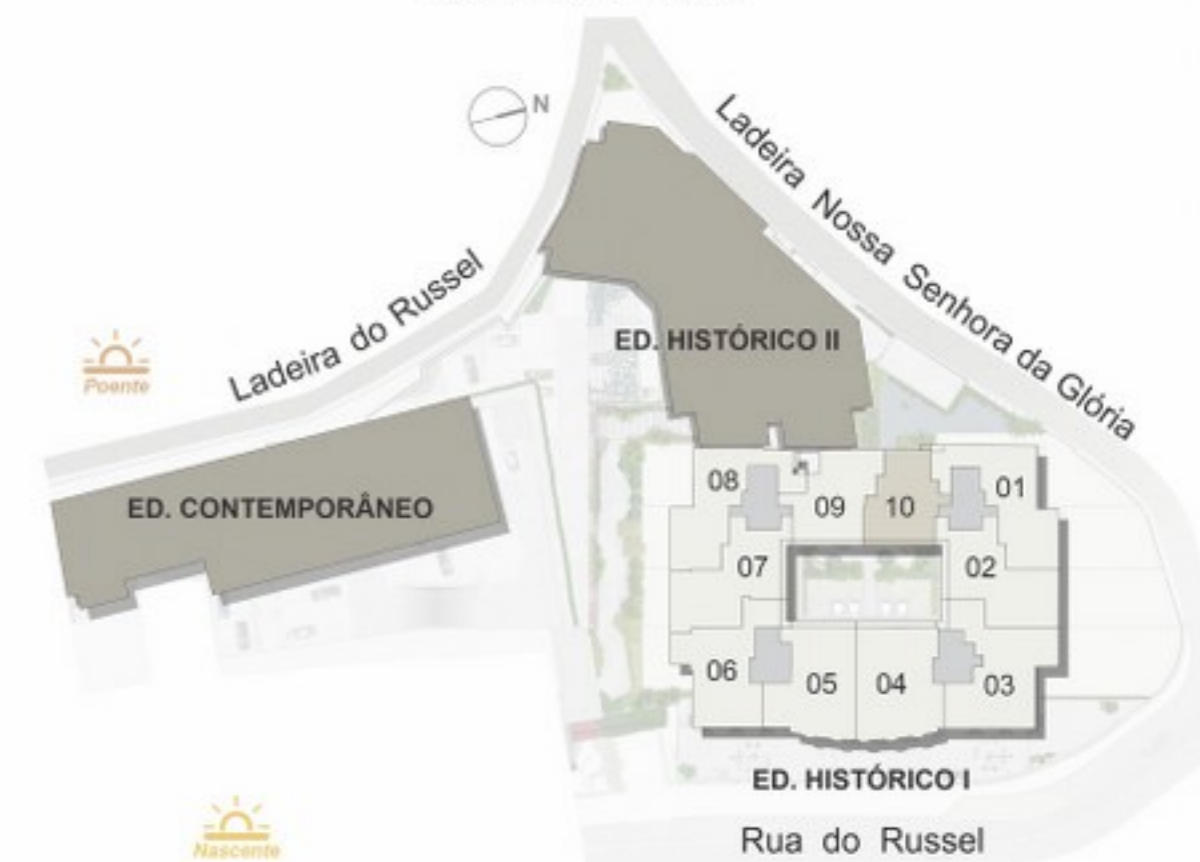 N
Ladeira Nossa Senhora da Glória
Ladeira do Russel
Poente
ED. HISTÓRICO II
ED. CONTEMPORÂNEO
08
09
10
01
07
02
06
05
04
03
ED. HISTÓRICO I
Rua do Russel
Nascente